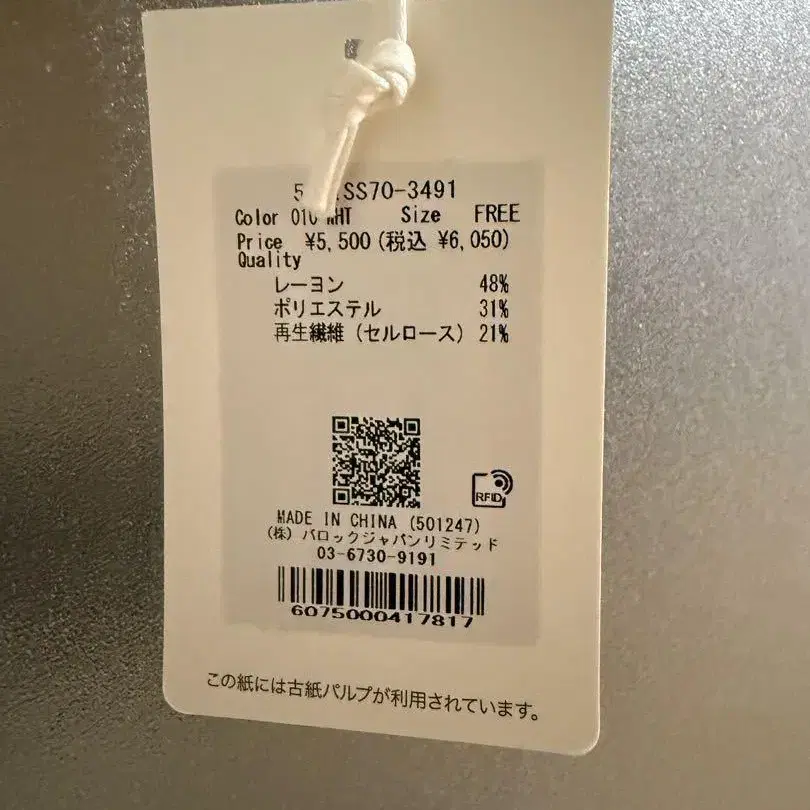 SS70-3491
Color WHT Size FREE
Price ¥5,500(税込 ¥6,050)
Quality
レーヨン 48%
ポリエステル 31%
再生繊維 (セルロース) 21%
RFID
MADE IN CHINA (501247)
(株) バロックジャパンリミテッド
03-6730-9191
6075000417817
この紙には古紙パルプが利用されています。